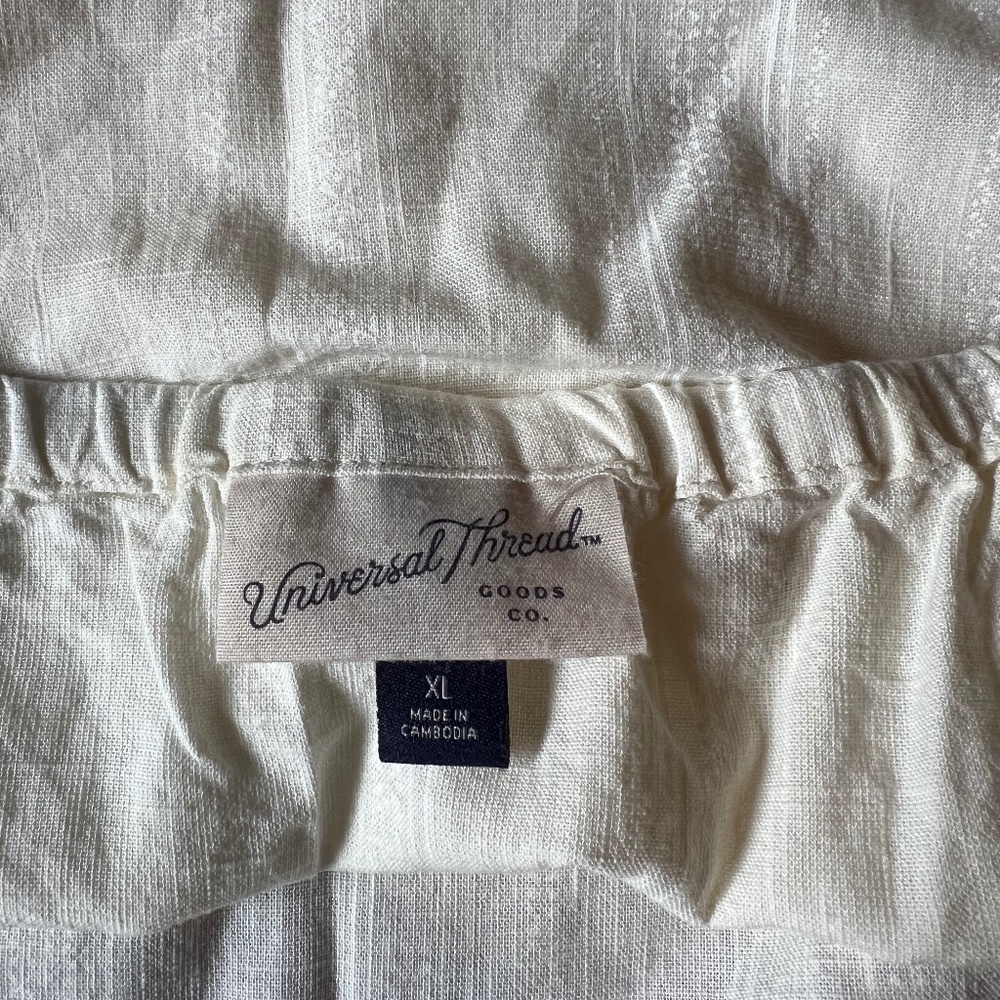 Universal Thread™
GOODS
CO.
XL
MADE IN
CAMBODIA